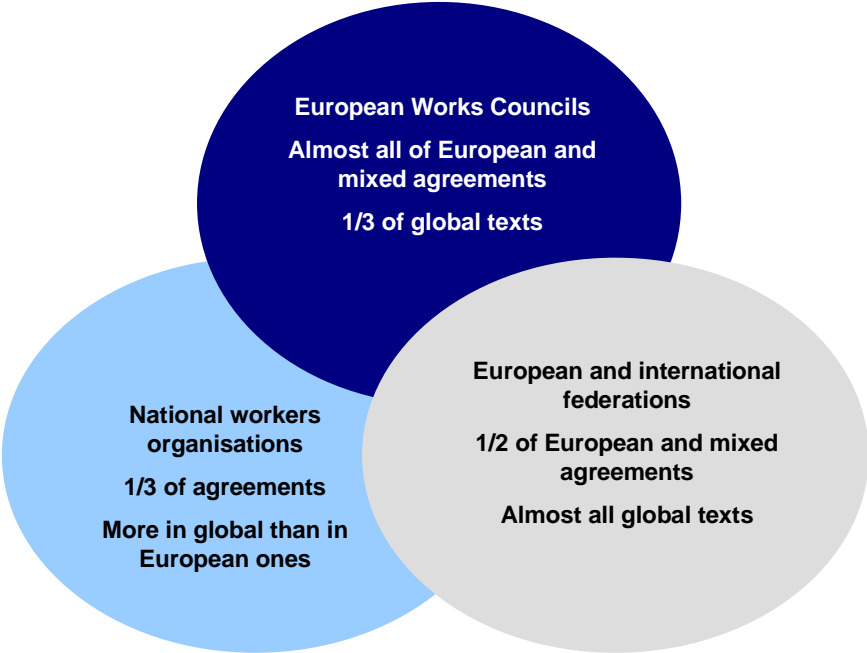 European Works Councils
Almost all of European and
mixed agreements
1/3 of global texts
National workers
organisations
1/3 of agreements
More in global than in
European ones
European and international
federations
1/2 of European and mixed
agreements
Almost all global texts